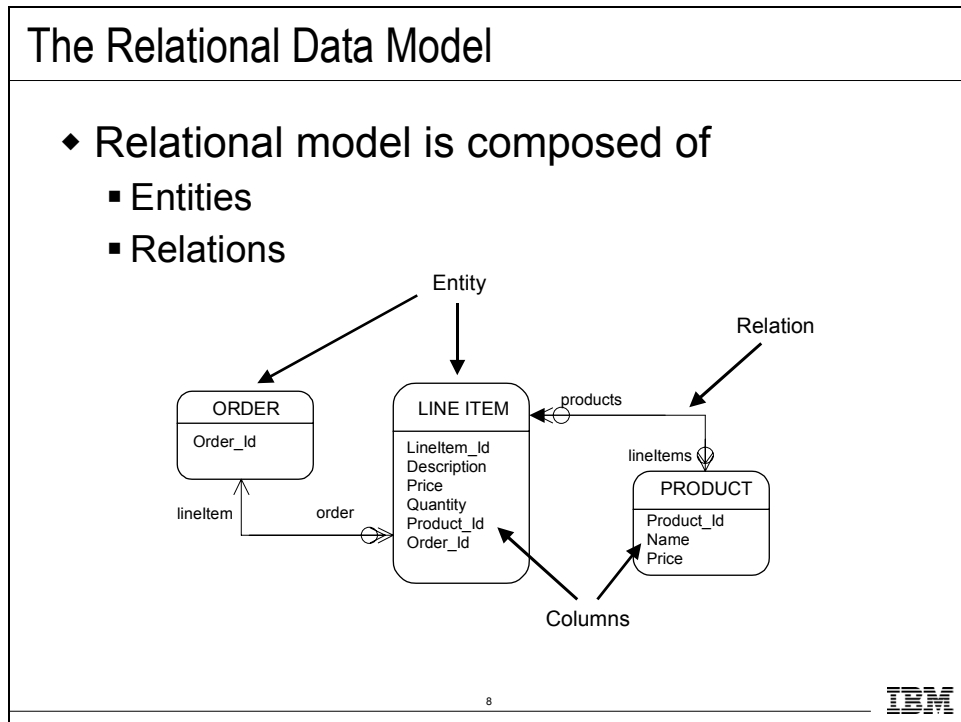 The Relational Data Model
◆ Relational model is composed of
▪ Entities
▪ Relations
Entity
Relation
ORDER
Order_Id
LINE ITEM
LineItem_Id
Description
Price
Quantity
Product_Id
Order_Id
products
lineItems
PRODUCT
Product_Id
Name
Price
lineItem
order
Columns
8
IBM